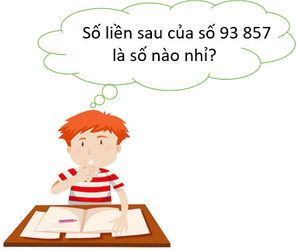 Số liền sau của số 93 857
là số nào nhỉ?